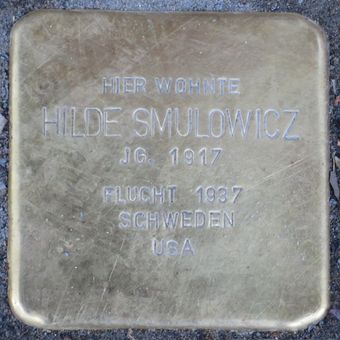 HIER WOHNTE
HILDE SMULOWICZ
JG. 1917
FLUCHT 1937
SCHWEDEN
USA